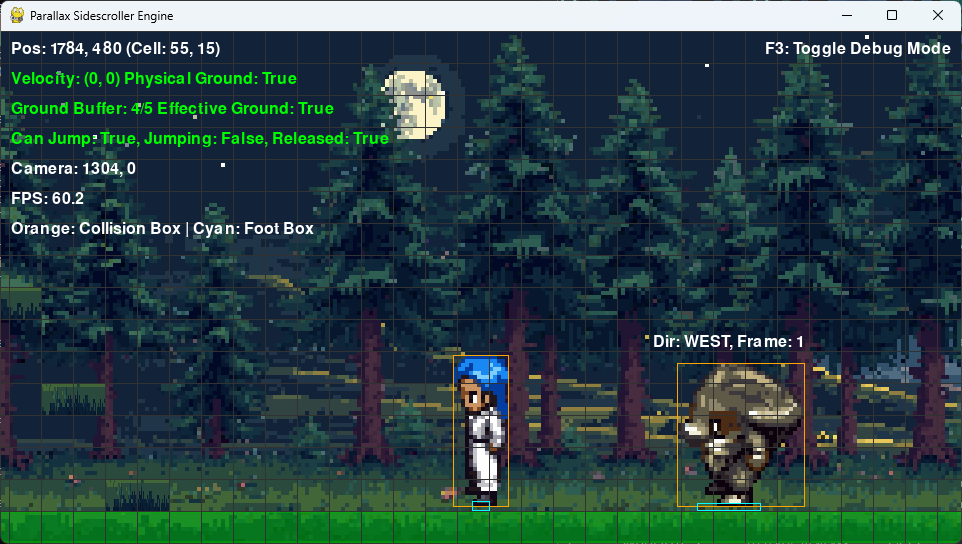 Parallax Sidescroller Engine
Pos: 1784, 480 (Cell: 55, 15)
F3: Toggle Debug Mode
Velocity: (0, 0) Physical Ground: True
Ground Buffer: 4/5 Effective Ground: True
Can Jump: True, Jumping: False, Released: True
Camera: 1304, 0
FPS: 60.2
Orange: Collision Box | Cyan: Foot Box
Dir: WEST, Frame: 1